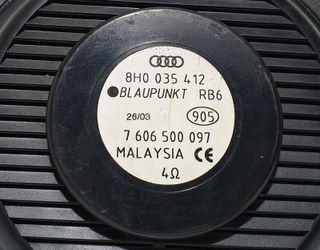 8H0 035 412
BLAUPUNKT RB6
26/03 905
7 606 500 097
MALAYSIA CE
4Ω